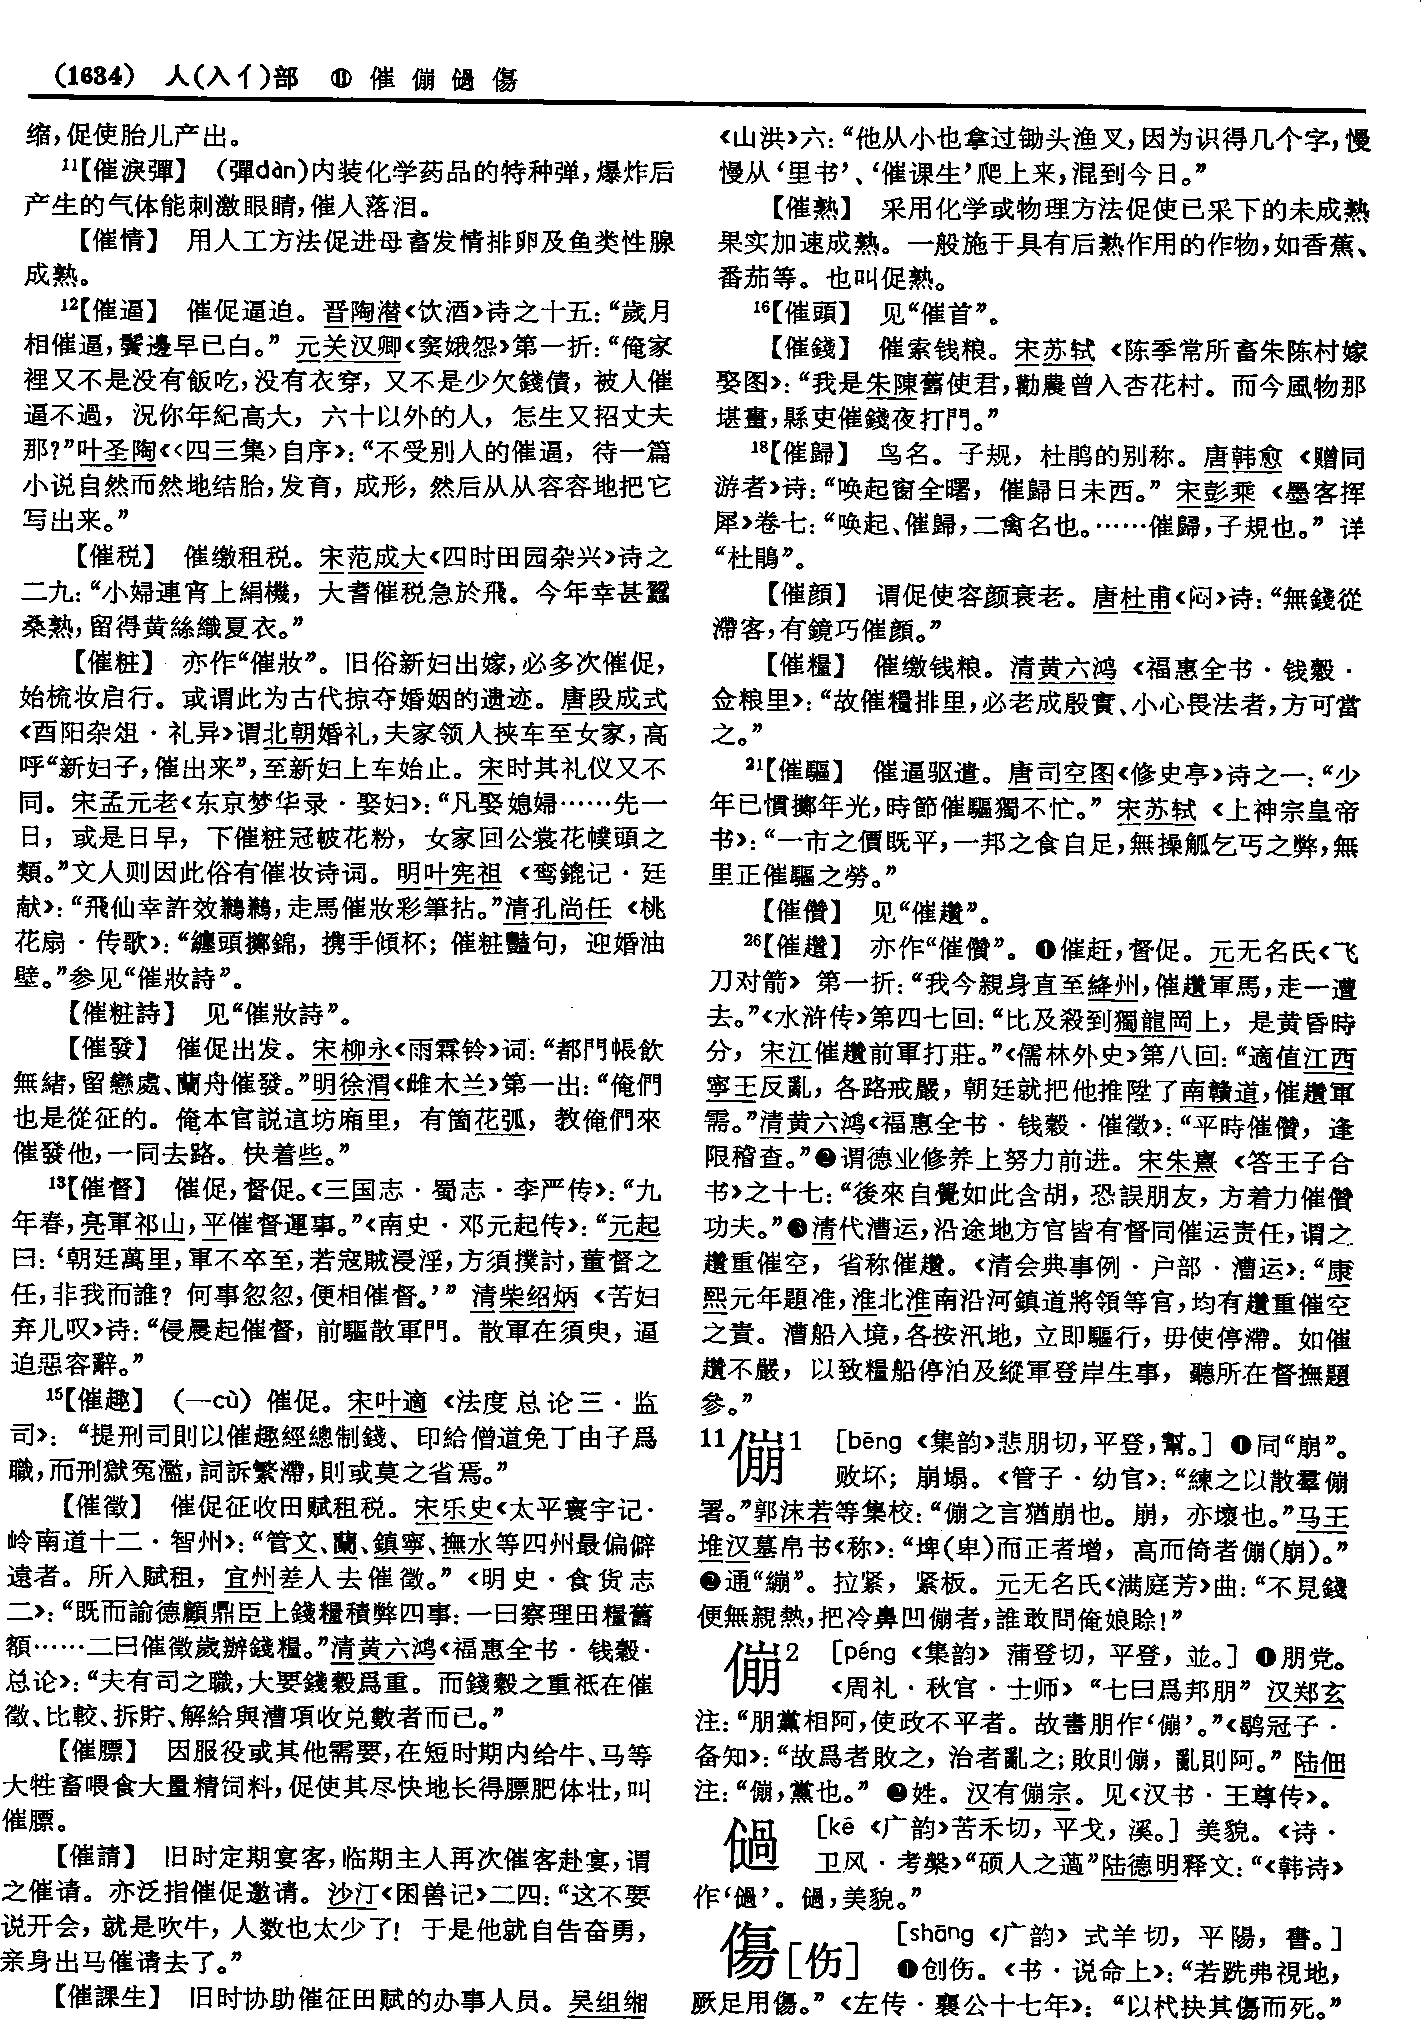 (1634) 人(入亻)部 ⑪ 催傰㑌傷
缩,促使胎儿产出。
11【催淚彈】 (彈dàn)内装化学药品的特种弹,爆炸后
产生的气体能刺激眼睛,催人落泪。
【催情】 用人工方法促进母畜发情排卵及鱼类性腺
成熟。
12【催逼】 催促逼迫。晋陶潜《饮酒》诗之十五:“歲月
相催逼,鬢邊早已白。”元关汉卿《窦娥怨》第一折:“俺家
裡又不是没有飯吃,没有衣穿,又不是少欠錢債,被人催
逼不過,況你年紀高大,六十以外的人,怎生又招丈夫
那?”叶圣陶《〈四三集〉自序》:“不受别人的催逼,待一篇
小说自然而然地结胎,发育,成形,然后从从容容地把它
写出来。”
【催税】 催缴租税。宋范成大《四时田园杂兴》诗之
二九:“小婦連宵上絹機,大耆催税急於飛。今年幸甚蠶
桑熟,留得黄絲織夏衣。”
【催粧】 亦作“催妝”。旧俗新妇出嫁,必多次催促,
始梳妆启行。或谓此为古代掠夺婚姻的遗迹。唐段成式
《酉阳杂俎·礼异》谓北朝婚礼,夫家领人挟车至女家,高
呼“新妇子,催出来”,至新妇上车始止。宋时其礼仪又不
同。宋孟元老《东京梦华录·娶妇》:“凡娶媳婦……先一
日,或是日早,下催粧冠帔花粉,女家回公裳花幞頭之
類。”文人则因此俗有催妆诗词。明叶宪祖《鸾鎞记·廷
献》:“飛仙幸許效鶼鶼,走馬催妝彩筆拈。”清孔尚任《桃
花扇·传歌》:“纏頭擲錦,携手傾杯;催粧豔句,迎婚油
壁。”参见“催妝詩”。
【催粧詩】 见“催妝詩”。
【催發】 催促出发。宋柳永《雨霖铃》词:“都門帳飲
無緒,留戀處、蘭舟催發。”明徐渭《雌木兰》第一出:“俺們
也是從征的。俺本官説這坊廂里,有箇花弧,教俺們來
催發他,一同去路。快着些。”
13【催督】 催促,督促。《三国志·蜀志·李严传》:“九
年春,亮軍祁山,平催督運事。”《南史·邓元起传》:“元起
曰:‘朝廷萬里,軍不卒至,若寇賊浸淫,方須撲討,董督之
任,非我而誰?何事忽忽,便相催督。’”清柴绍炳《苦妇
弃儿叹》诗:“侵晨起催督,前驅散軍門。散軍在須臾,逼
迫惡容辭。”
15【催趣】 (—cù)催促。宋叶適《法度总论三·监
司》:“提刑司則以催趣經總制錢、印給僧道免丁由子爲
職,而刑獄冤濫,詞訴繁滯,則或莫之省焉。”
【催徵】 催促征收田赋租税。宋乐史《太平寰宇记·
岭南道十二·智州》:“管文、蘭、鎮寧、撫水等四州最偏僻
遠者。所入賦租,宜州差人去催徵。”《明史·食货志
二》:“既而諭德顧鼎臣上錢糧積弊四事:一曰察理田糧舊
額……二曰催徵歲辦錢糧。”清黄六鸿《福惠全书·钱穀·
总论》:“夫有司之職,大要錢穀爲重。而錢穀之重衹在催
徵、比較、拆貯、解給與漕項收兑數者而已。”
【催膘】 因服役或其他需要,在短时期内给牛、马等
大牲畜喂食大量精饲料,促使其尽快地长得膘肥体壮,叫
催膘。
【催請】 旧时定期宴客,临期主人再次催客赴宴,谓
之催请。亦泛指催促邀请。沙汀《困兽记》二四:“这不要
说开会,就是吹牛,人数也太少了!于是他就自告奋勇,
亲身出马催请去了。”
【催課生】 旧时协助催征田赋的办事人员。吴组缃
《山洪》六:“他从小也拿过锄头渔叉,因为识得几个字,慢
慢从‘里书’、‘催课生’爬上来,混到今日。”
【催熟】 采用化学或物理方法促使已采下的未成熟
果实加速成熟。一般施于具有后熟作用的作物,如香蕉、
番茄等。也叫促熟。
16【催頭】 见“催首”。
【催錢】 催索钱粮。宋苏轼《陈季常所畜朱陈村嫁
娶图》:“我是朱陳舊使君,勸農曾入杏花村。而今風物那
堪畫,縣吏催錢夜打門。”
18【催歸】 鸟名。子规,杜鹃的别称。唐韩愈《赠同
游者》诗:“唤起窗全曙,催歸日未西。”宋彭乘《墨客挥
犀》卷七:“唤起、催歸,二禽名也。……催歸,子規也。”详
“杜鵑”。
【催顔】 谓促使容颜衰老。唐杜甫《闷》诗:“無錢從
滯客,有鏡巧催顔。”
【催糧】 催缴钱粮。清黄六鸿《福惠全书·钱穀·
佥粮里》:“故催糧排里,必老成殷實、小心畏法者,方可當
之。”
21【催驅】 催逼驱遣。唐司空图《修史亭》诗之一:“少
年已慣擲年光,時節催驅獨不忙。”宋苏轼《上神宗皇帝
书》:“一市之價既平,一邦之食自足,無操觚乞丐之弊,無
里正催驅之勞。”
【催儹】 见“催趲”。
26【催趲】 亦作“催儹”。❶催赶,督促。元无名氏《飞
刀对箭》第一折:“我今親身直至絳州,催趲軍馬,走一遭
去。”《水浒传》第四七回:“比及殺到獨龍岡上,是黄昏時
分,宋江催趲前軍打莊。”《儒林外史》第八回:“適值江西
寧王反亂,各路戒嚴,朝廷就把他推陞了南贛道,催趲軍
需。”清黄六鸿《福惠全书·钱穀·催徵》:“平時催儹,逢
限稽查。”❷谓德业修养上努力前进。宋朱熹《答王子合
书》之十七:“後來自覺如此含胡,恐誤朋友,方着力催儹
功夫。”❸清代漕运,沿途地方官皆有督同催运责任,谓之
趲重催空,省称催趲。《清会典事例·户部·漕运》:“康
熙元年題准,淮北淮南沿河鎮道將領等官,均有趲重催空
之責。漕船入境,各按汛地,立即驅行,毋使停滯。如催
趲不嚴,以致糧船停泊及縱軍登岸生事,聽所在督撫題
參。”
11傰1 [bēng《集韵》悲朋切,平登,幫。]❶同“崩”。
败坏;崩塌。《管子·幼官》:“練之以散羣傰
署。”郭沫若等集校:“傰之言猶崩也。崩,亦壞也。”马王
堆汉墓帛书《称》:“埤(卑)而正者增,高而倚者傰(崩)。”
❷通“繃”。拉紧,紧板。元无名氏《满庭芳》曲:“不見錢
便無親熱,把冷鼻凹傰者,誰敢問俺娘賒!”
傰2 [péng《集韵》蒲登切,平登,並。]❶朋党。
《周礼·秋官·士师》“七曰爲邦朋”汉郑玄
注:“朋黨相阿,使政不平者。故書朋作‘傰’。”《鹖冠子·
备知》:“故爲者敗之,治者亂之;敗則傰,亂則阿。”陆佃
注:“傰,黨也。”❷姓。汉有傰宗。见《汉书·王尊传》。
㑌 [kē《广韵》苦禾切,平戈,溪。]美貌。《诗·
卫风·考槃》“硕人之薖”陆德明释文:“《韩诗》
作‘㑌’。㑌,美貌。”
傷[伤] [shāng《广韵》式羊切,平陽,書。]
❶创伤。《书·说命上》:“若跣弗視地,
厥足用傷。”《左传·襄公十七年》:“以杙抉其傷而死。”